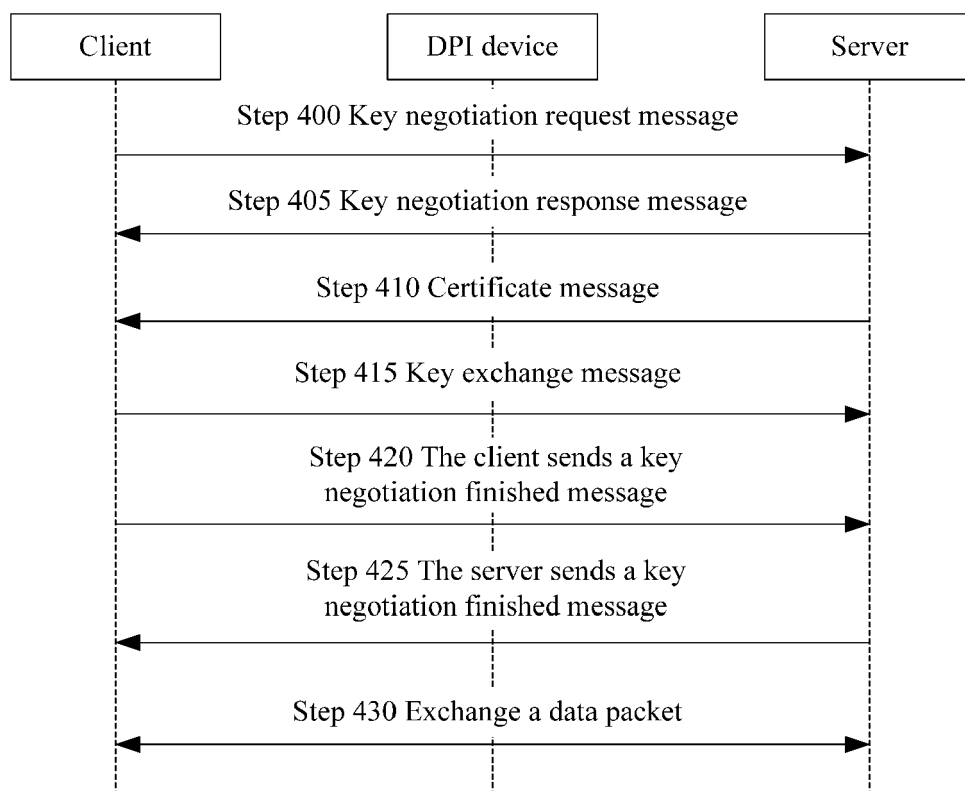 Client
DPI device
Server
Step 400 Key negotiation request message
Step 405 Key negotiation response message
Step 410 Certificate message
Step 415 Key exchange message
Step 420 The client sends a key
negotiation finished message
Step 425 The server sends a key
negotiation finished message
Step 430 Exchange a data packet